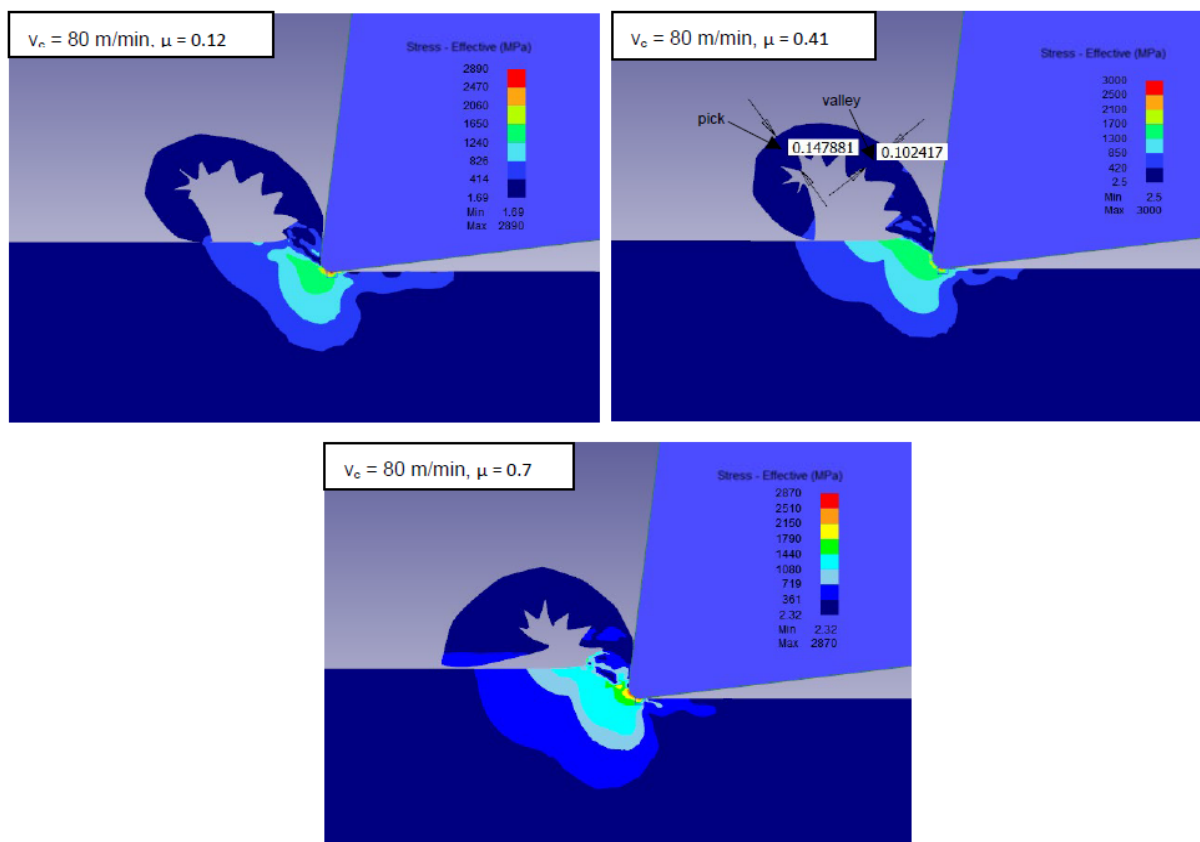 v_c = 80 m/min, μ = 0.12
Stress - Effective (MPa)
2890
2470
2060
1650
1240
826
414
1.69
Min 1.69
Max 2890
v_c = 80 m/min, μ = 0.41
Stress - Effective (MPa)
3000
2500
2100
1700
1300
850
420
2.5
Min 2.5
Max 3000
pick
valley
0.147881
0.102417
v_c = 80 m/min, μ = 0.7
Stress - Effective (MPa)
2870
2510
2150
1790
1440
1080
719
361
2.32
Min 2.32
Max 2870